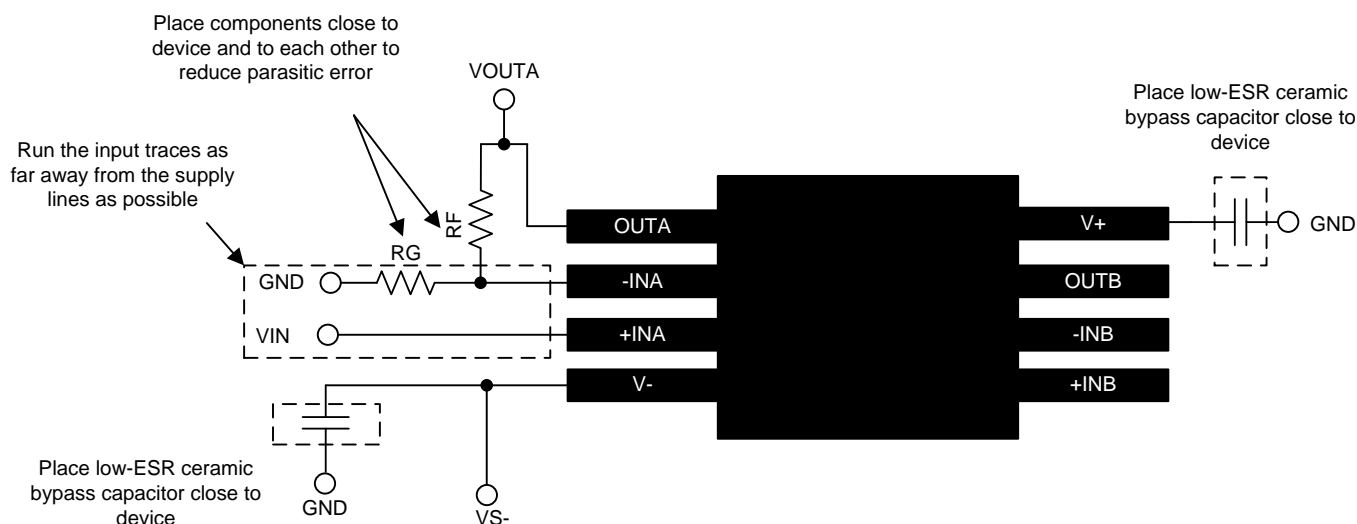 Place components close to
device and to each other to
reduce parasitic error
VOUTA
Place low-ESR ceramic
bypass capacitor close to
device
Run the input traces as
far away from the supply
lines as possible
RF
OUTA
V+
GND
RG
GND
-INA
OUTB
VIN
+INA
-INB
V-
+INB
Place low-ESR ceramic
bypass capacitor close to
device
GND
VS-